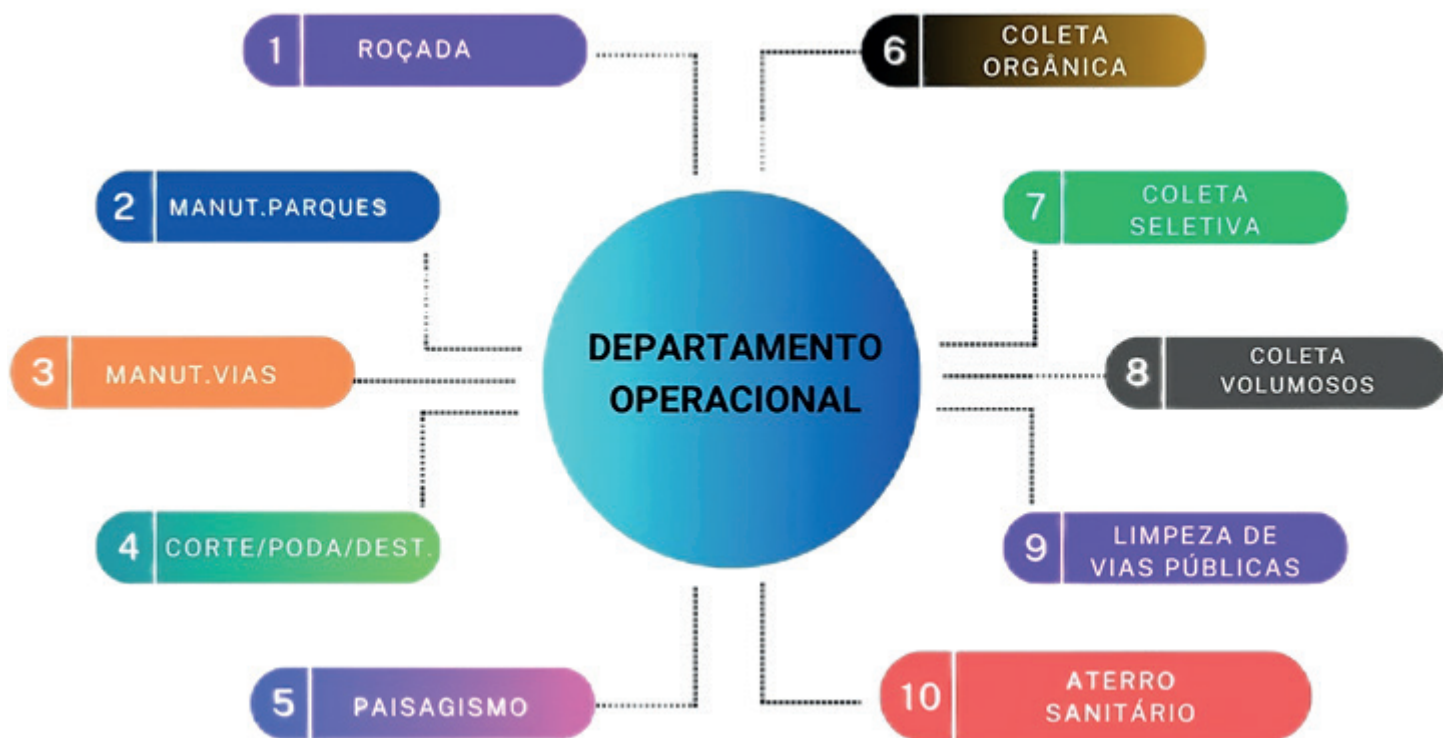 1
ROÇADA
2
MANUT.PARQUES
3
MANUT.VIAS
4
CORTE/PODA/DEST.
5
PAISAGISMO
DEPARTAMENTO
OPERACIONAL
6
COLETA
ORGÂNICA
7
COLETA
SELETIVA
8
COLETA
VOLUMOSOS
9
LIMPEZA DE
VIAS PÚBLICAS
10
ATERRO
SANITÁRIO